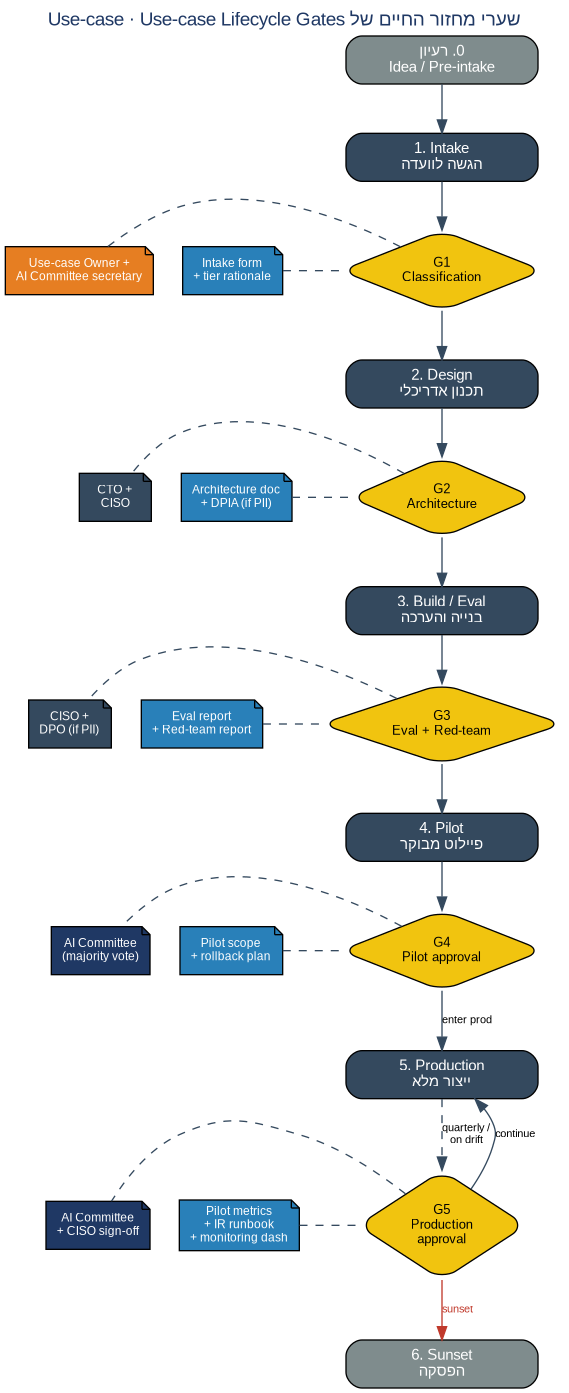 Use-case · Use-case Lifecycle Gates שערי מחזור החיים של
0. רעיון
Idea / Pre-intake
1. Intake
הגשה לוועדה
Use-case Owner +
AI Committee secretary
Intake form
+ tier rationale
G1
Classification
2. Design
תכנון אדריכלי
CTO +
CISO
Architecture doc
+ DPIA (if PII)
G2
Architecture
3. Build / Eval
בנייה והערכה
CISO +
DPO (if PII)
Eval report
+ Red-team report
G3
Eval + Red-team
4. Pilot
פיילוט מבוקר
AI Committee
(majority vote)
Pilot scope
+ rollback plan
G4
Pilot approval
enter prod
5. Production
ייצור מלא
quarterly /
on drift
continue
AI Committee
+ CISO sign-off
Pilot metrics
+ IR runbook
+ monitoring dash
G5
Production
approval
sunset
6. Sunset
הפסקה